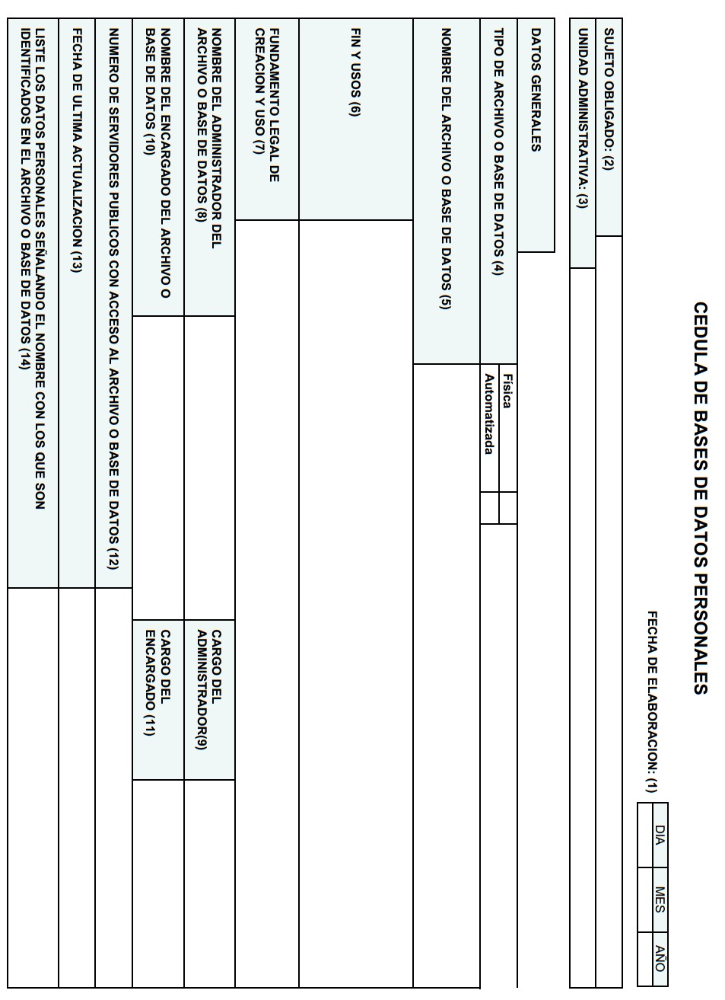 CEDULA DE BASES DE DATOS PERSONALES
DIA MES AÑO
FECHA DE ELABORACION: (1)
SUJETO OBLIGADO: (2)
UNIDAD ADMINISTRATIVA: (3)
DATOS GENERALES
TIPO DE ARCHIVO O BASE DE DATOS (4)
Física
Automatizada
NOMBRE DEL ARCHIVO O BASE DE DATOS (5)
FIN Y USOS (6)
FUNDAMENTO LEGAL DE
CREACION Y USO (7)
NOMBRE DEL ADMINISTRADOR DEL
ARCHIVO O BASE DE DATOS (8)
CARGO DEL
ADMINISTRADOR(9)
NOMBRE DEL ENCARGADO DEL ARCHIVO O
BASE DE DATOS (10)
CARGO DEL
ENCARGADO (11)
NUMERO DE SERVIDORES PUBLICOS CON ACCESO AL ARCHIVO O BASE DE DATOS (12)
FECHA DE ULTIMA ACTUALIZACION (13)
LISTE LOS DATOS PERSONALES SEÑALANDO EL NOMBRE CON LOS QUE SON
IDENTIFICADOS EN EL ARCHIVO O BASE DE DATOS (14)